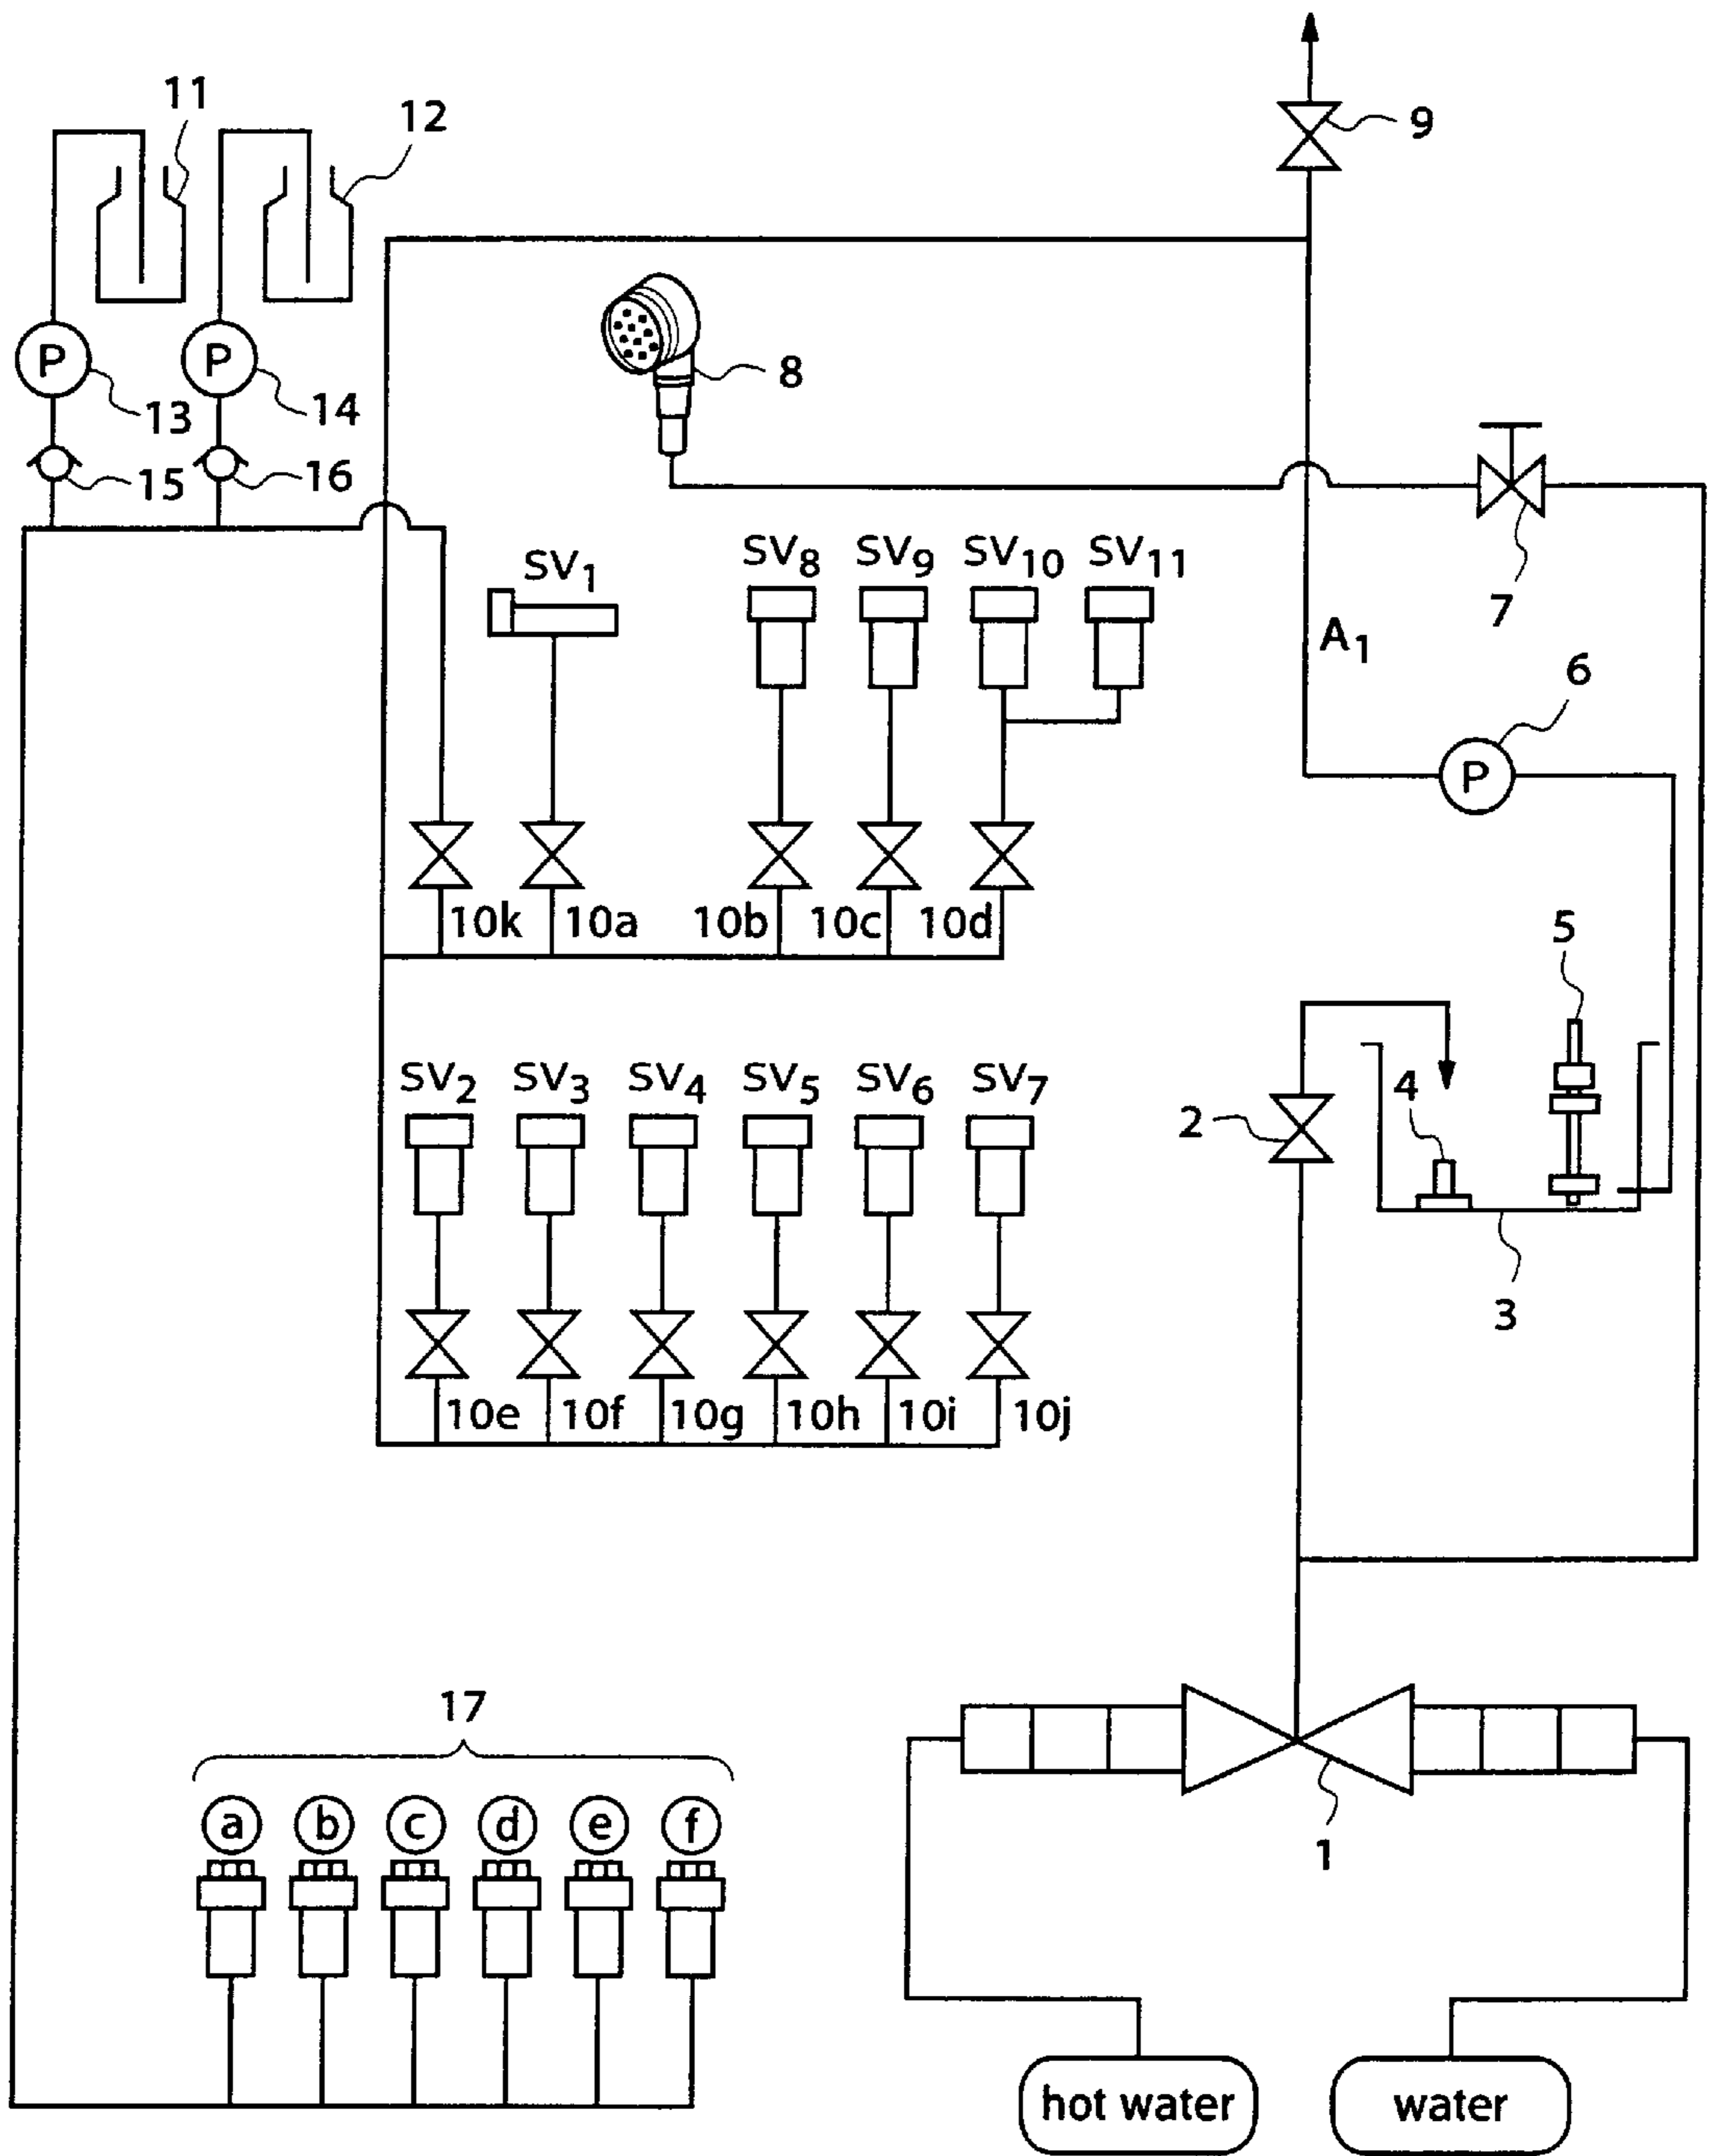 11
12
9
P
P
8
13
14
15
16
7
SV1
SV8
SV9
SV10
SV11
A1
6
P
10k
10a
10b
10c
10d
5
SV2
SV3
SV4
SV5
SV6
SV7
4
2
3
10e
10f
10g
10h
10i
10j
17
1
a b c d e f
hot water
water